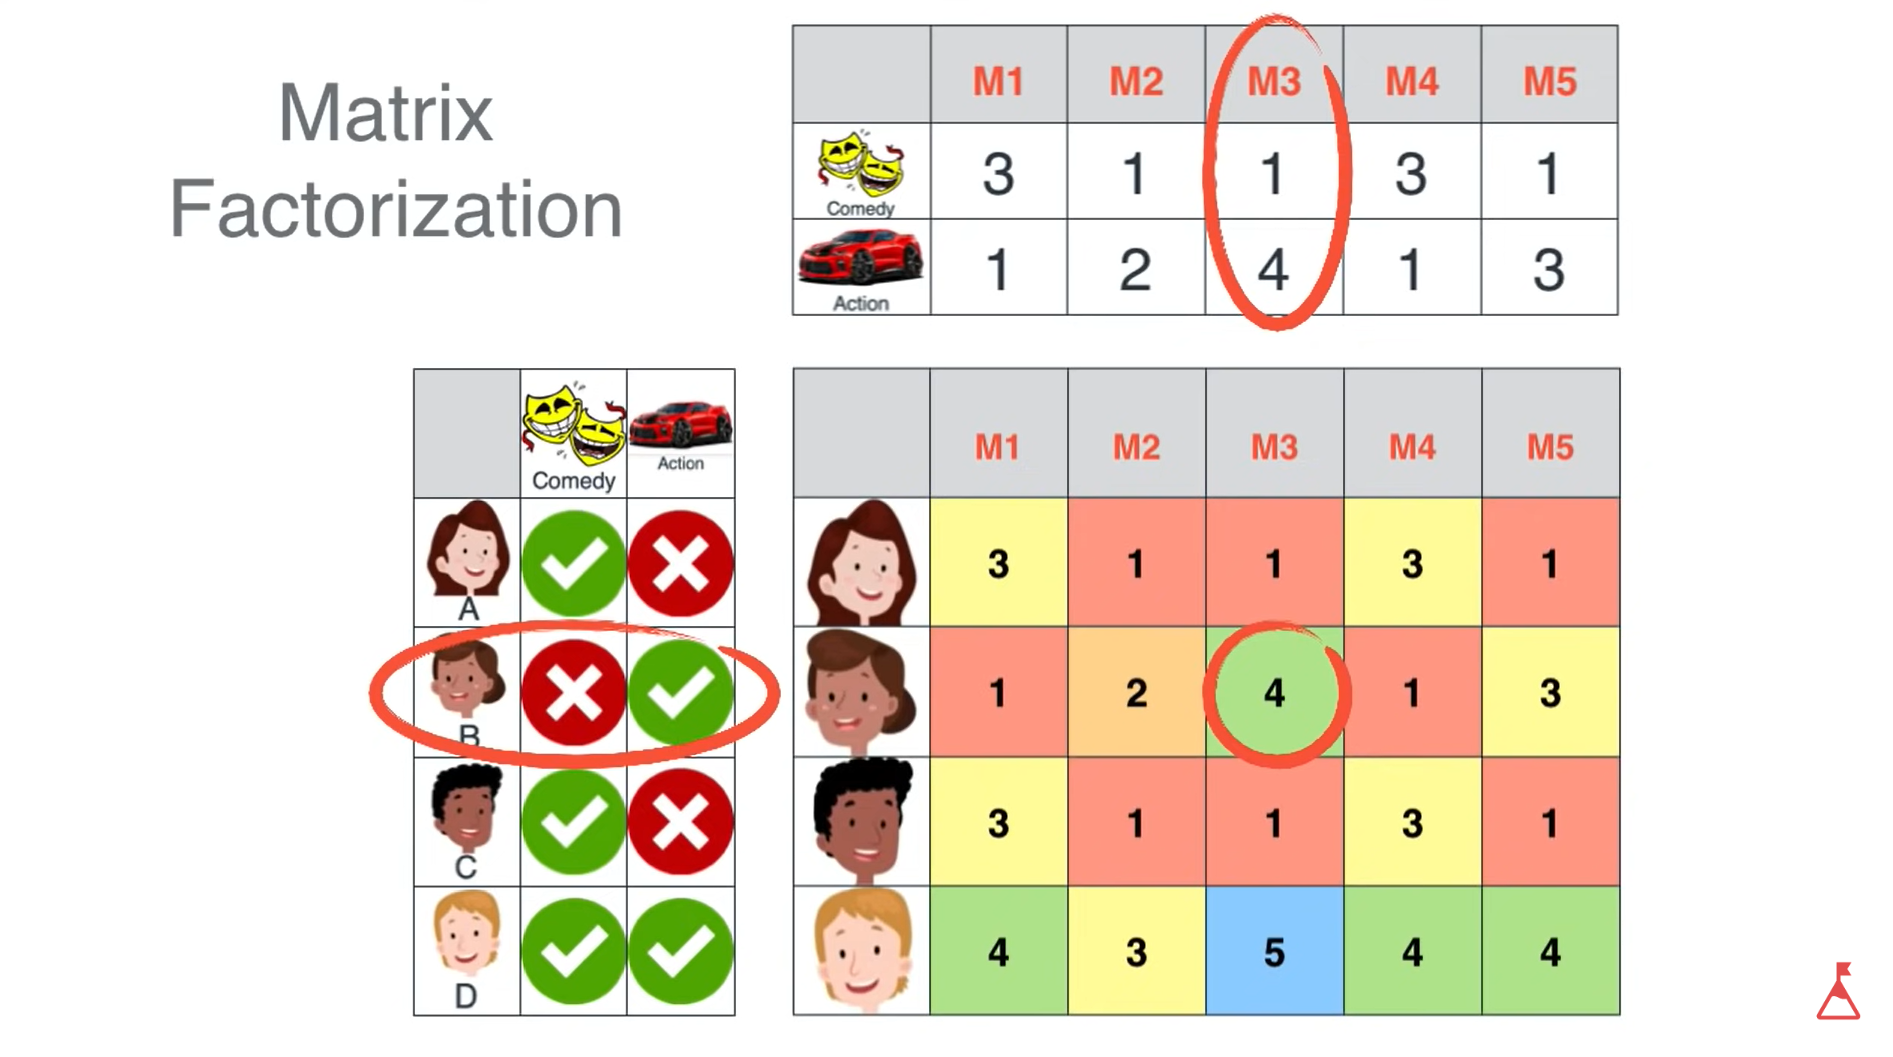 Matrix
Factorization
M1 M2 M3 M4 M5
Comedy 3 1 1 3 1
Action 1 2 4 1 3
Comedy Action
A
B
C
D
M1 M2 M3 M4 M5
3 1 1 3 1
1 2 4 1 3
3 1 1 3 1
4 3 5 4 4